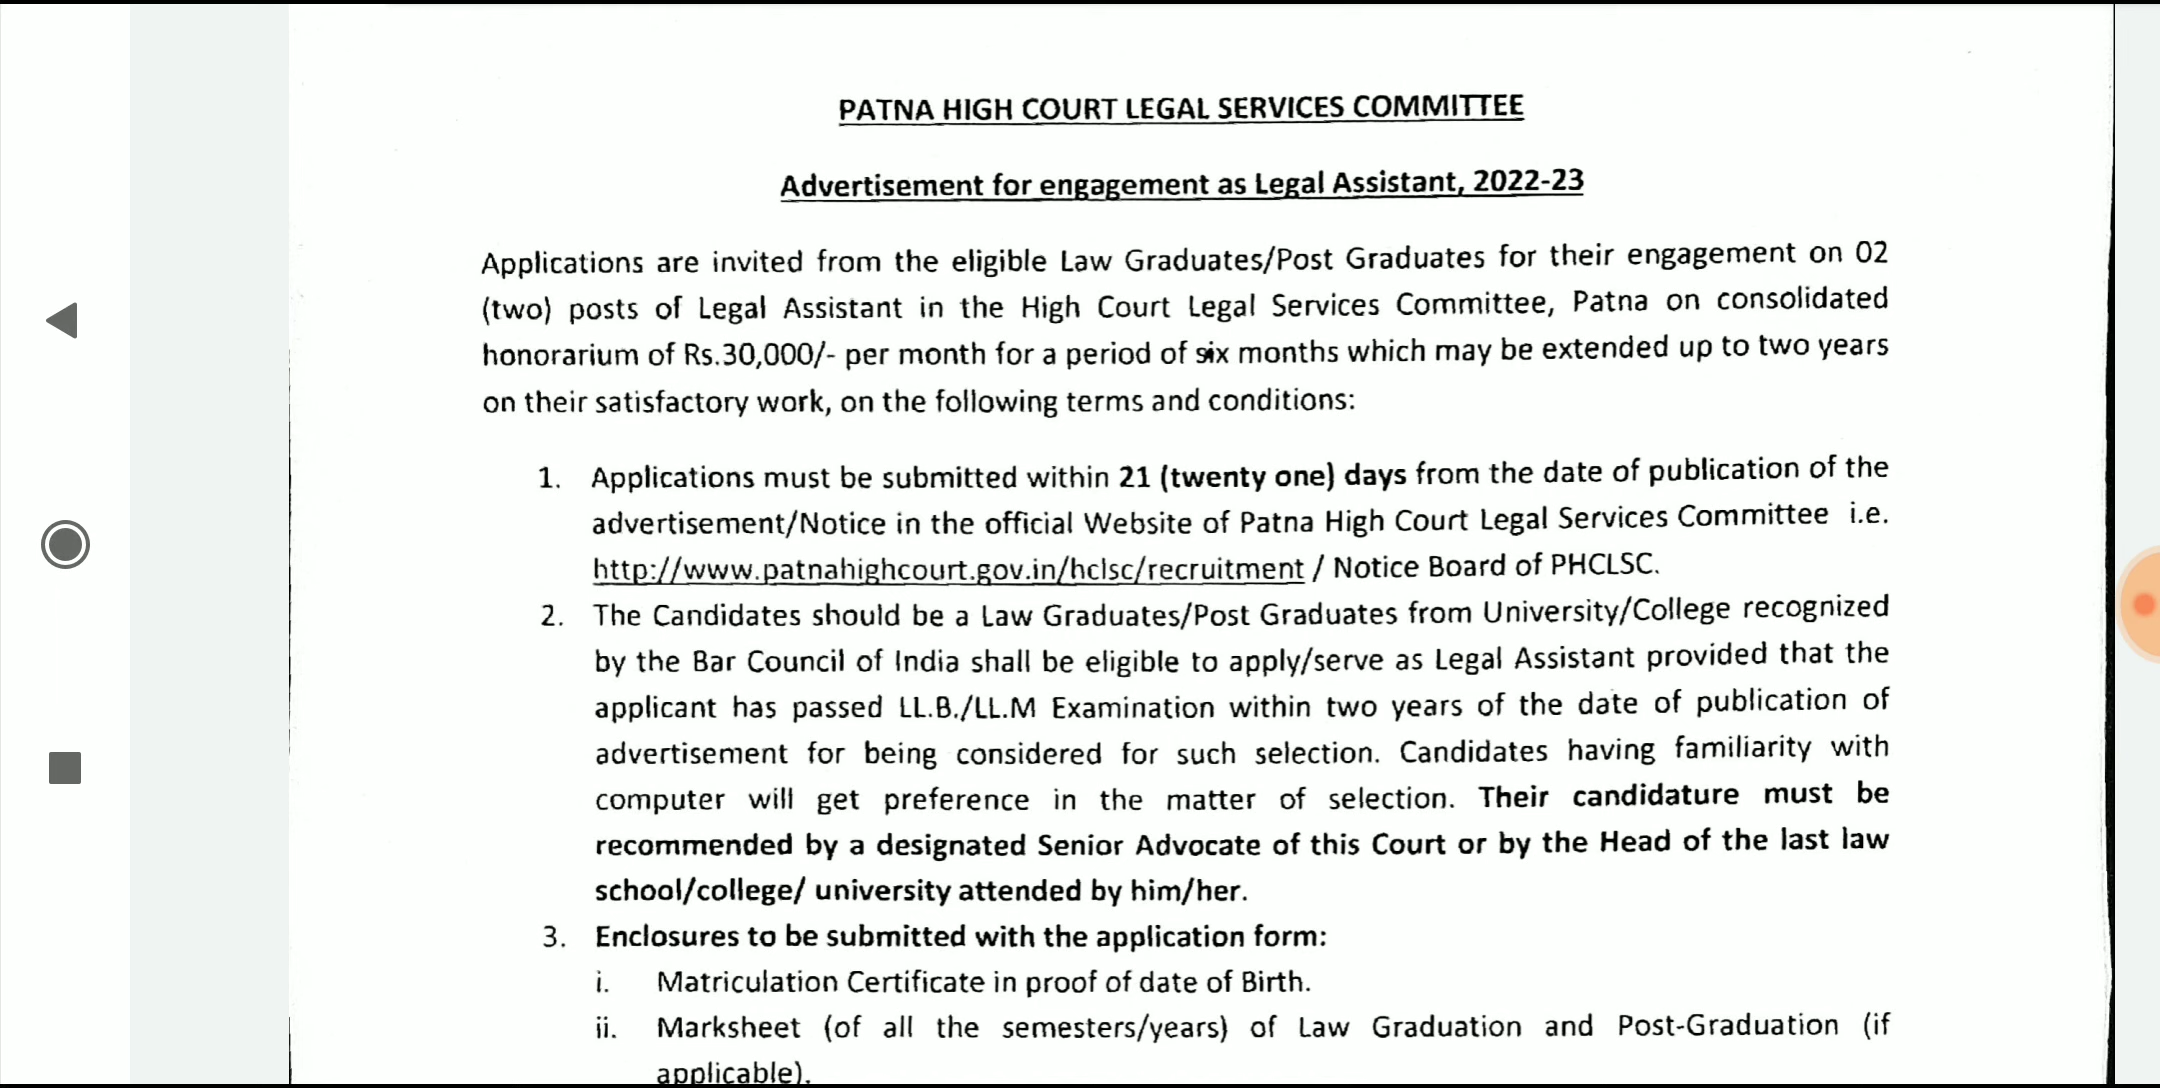 PATNA HIGH COURT LEGAL SERVICES COMMITTEE
Advertisement for engagement as Legal Assistant, 2022-23
Applications are invited from the eligible Law Graduates/Post Graduates for their engagement on 02
(two) posts of Legal Assistant in the High Court Legal Services Committee, Patna on consolidated
honorarium of Rs.30,000/- per month for a period of six months which may be extended up to two years
on their satisfactory work, on the following terms and conditions:
1. Applications must be submitted within 21 (twenty one) days from the date of publication of the
advertisement/Notice in the official Website of Patna High Court Legal Services Committee i.e.
http://www.patnahighcourt.gov.in/hclsc/recruitment / Notice Board of PHCLSC.
2. The Candidates should be a Law Graduates/Post Graduates from University/College recognized
by the Bar Council of India shall be eligible to apply/serve as Legal Assistant provided that the
applicant has passed LL.B./LL.M Examination within two years of the date of publication of
advertisement for being considered for such selection. Candidates having familiarity with
computer will get preference in the matter of selection. Their candidature must be
recommended by a designated Senior Advocate of this Court or by the Head of the last law
school/college/ university attended by him/her.
3. Enclosures to be submitted with the application form:
i. Matriculation Certificate in proof of date of Birth.
ii. Marksheet (of all the semesters/years) of Law Graduation and Post-Graduation (if
applicable).